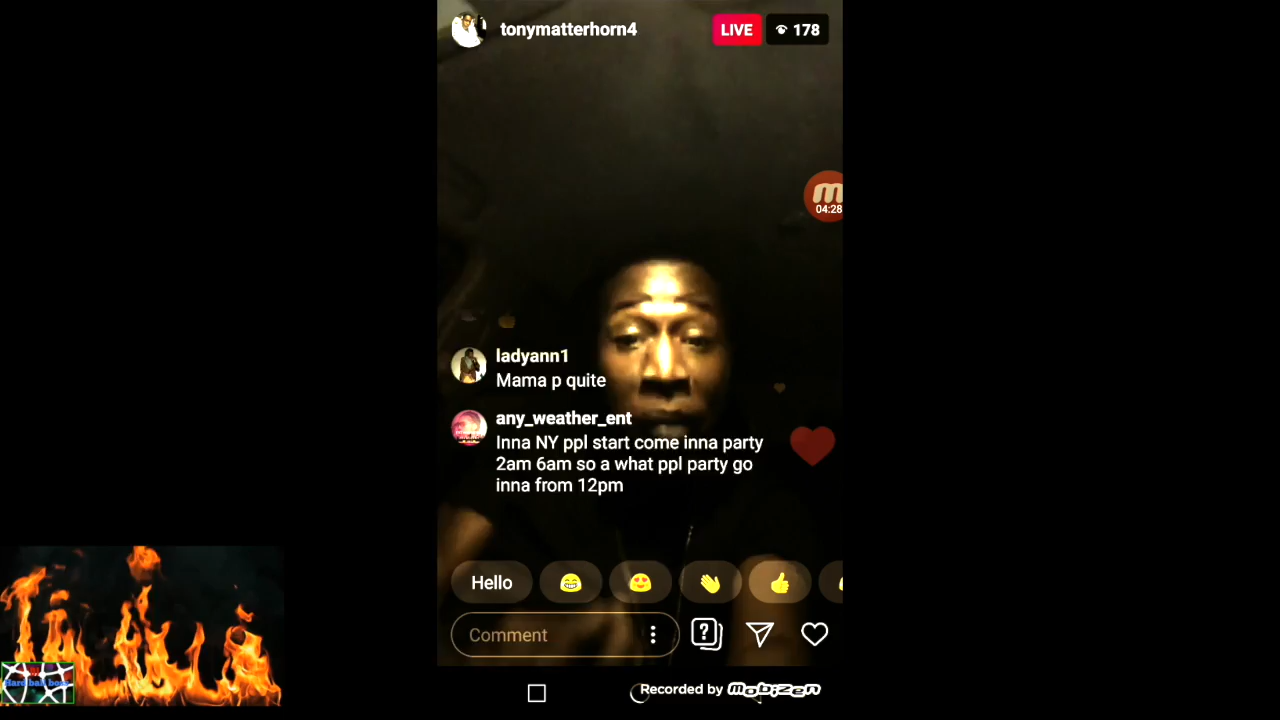 tonymatterhorn4
LIVE
178
04:28
ladyann1
Mama p quite
any_weather_ent
Inna NY ppl start come inna party
2am 6am so a what ppl party go
inna from 12pm
Hello
Comment
Recorded by mobizen